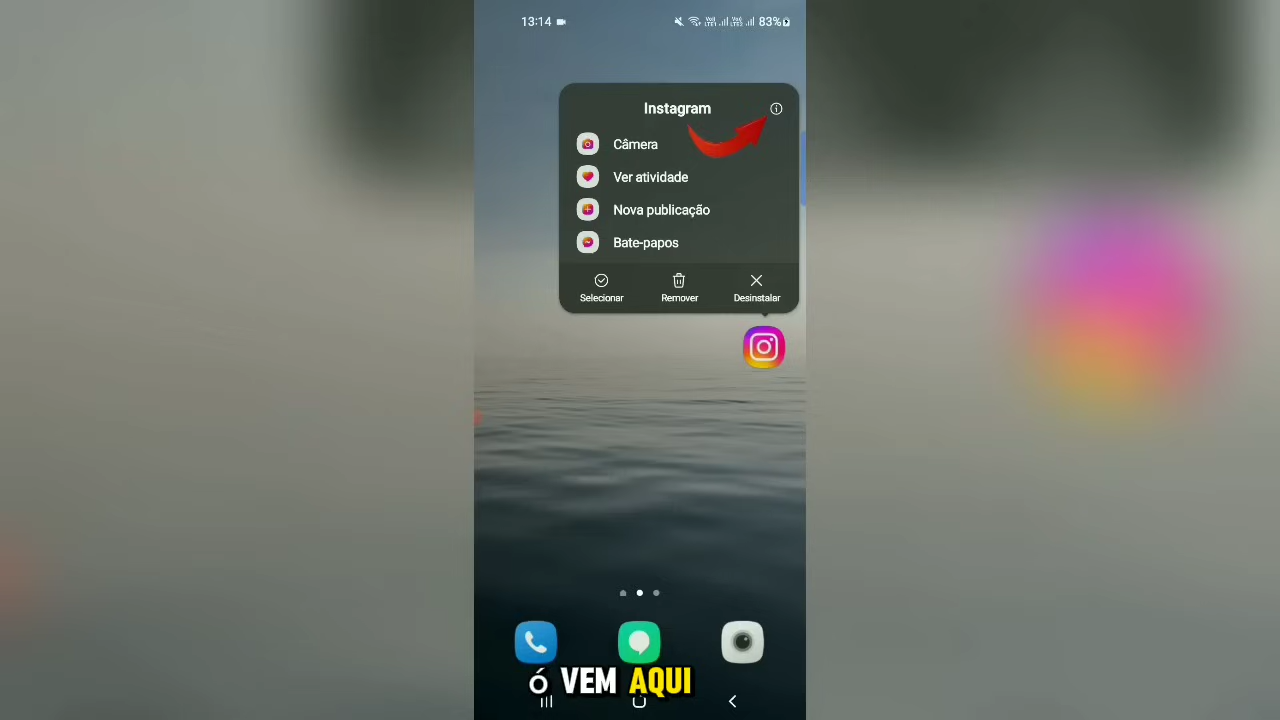 13:14
83%
Instagram
Câmera
Ver atividade
Nova publicação
Bate-papos
Selecionar
Remover
Desinstalar
Ó VEM AQUI